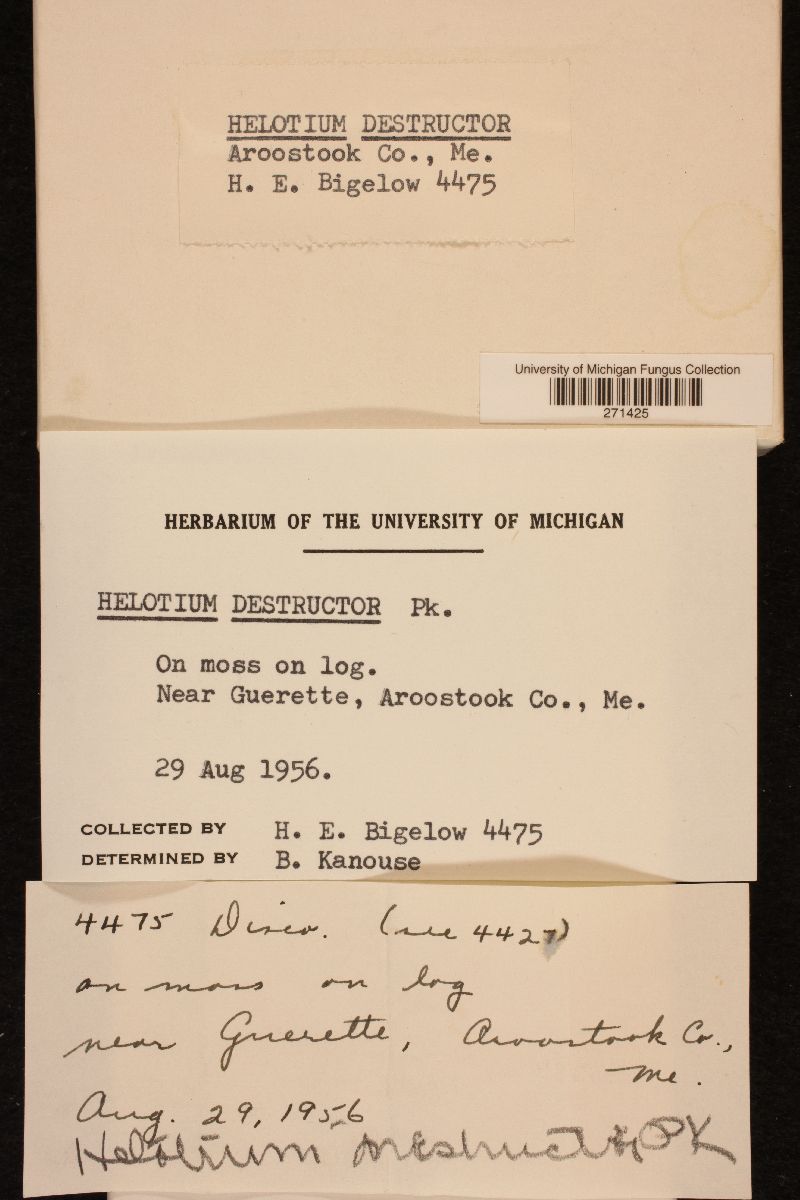 HELOTIUM DESTRUCTOR
Aroostook Co., Me.
H. E. Bigelow 4475
University of Michigan Fungus Collection
271425
HERBARIUM OF THE UNIVERSITY OF MICHIGAN
HELOTIUM DESTRUCTOR Pk.
On moss on log.
Near Guerette, Aroostook Co., Me.
29 Aug 1956.
COLLECTED BY H. E. Bigelow 4475
DETERMINED BY B. Kanouse
4475 Disco. (see 4427)
on moss on log
near Guerette, Aroostook Co.,
Me.
Aug. 29, 1956
Helotium destructor PK